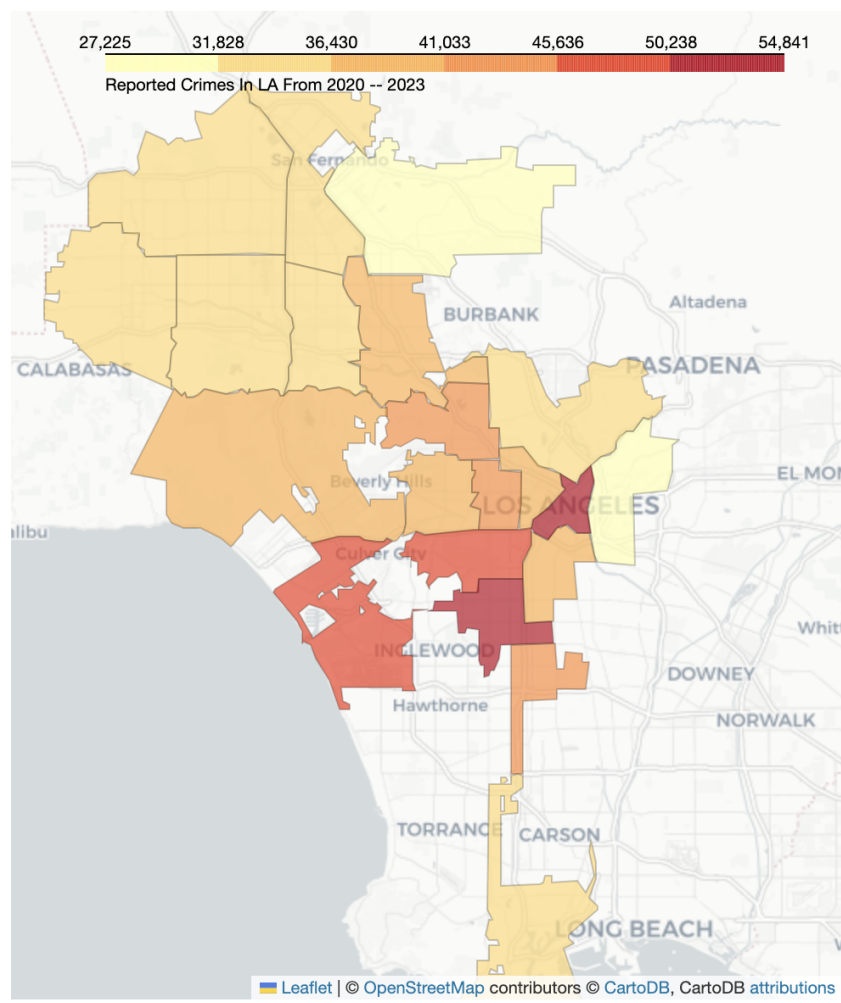 27,225 31,828 36,430 41,033 45,636 50,238 54,841
Reported Crimes In LA From 2020 -- 2023
San Fernando
Altadena
BURBANK
CALABASAS
PASADENA
EL MON
Beverly Hills
LOS ANGELES
alibu
Culver City
Whitt
INGLEWOOD
DOWNEY
Hawthorne
NORWALK
TORRANCE
CARSON
LONG BEACH
Leaflet | © OpenStreetMap contributors © CartoDB, CartoDB attributions